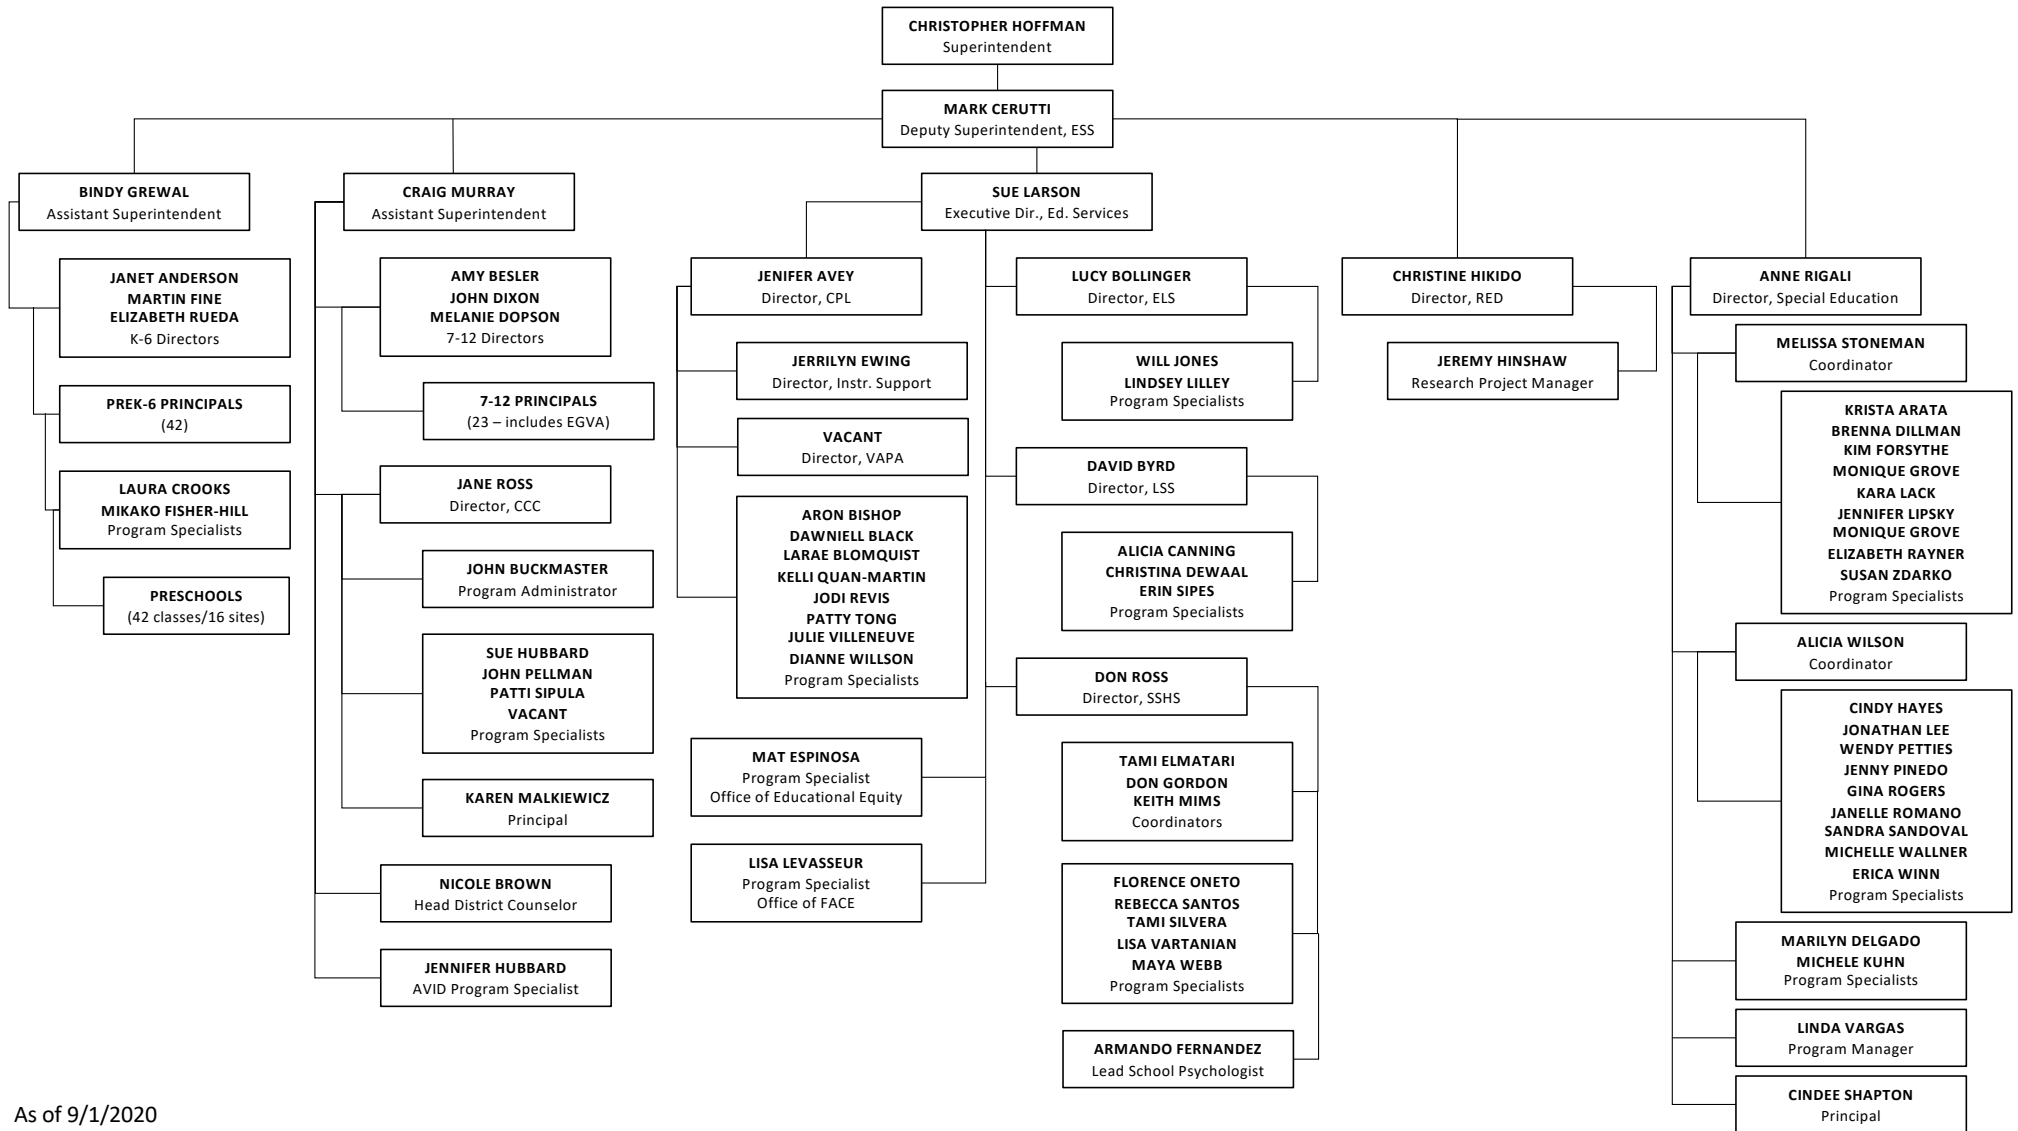 CHRISTOPHER HOFFMAN
Superintendent
MARK CERUTTI
Deputy Superintendent, ESS
BINDY GREWAL
Assistant Superintendent
JANET ANDERSON
MARTIN FINE
ELIZABETH RUEDA
K-6 Directors
PREK-6 PRINCIPALS
(42)
LAURA CROOKS
MIKAKO FISHER-HILL
Program Specialists
PRESCHOOLS
(42 classes/16 sites)
CRAIG MURRAY
Assistant Superintendent
AMY BESLER
JOHN DIXON
MELANIE DOPSON
7-12 Directors
7-12 PRINCIPALS
(23 – includes EGVA)
JANE ROSS
Director, CCC
JOHN BUCKMASTER
Program Administrator
SUE HUBBARD
JOHN PELLMAN
PATTI SIPULA
VACANT
Program Specialists
KAREN MALKIEWICZ
Principal
NICOLE BROWN
Head District Counselor
JENNIFER HUBBARD
AVID Program Specialist
SUE LARSON
Executive Dir., Ed. Services
JENIFER AVEY
Director, CPL
JERRILYN EWING
Director, Instr. Support
VACANT
Director, VAPA
ARON BISHOP
DAWNIELL BLACK
LARAE BLOMQUIST
KELLI QUAN-MARTIN
JODI REVIS
PATTY TONG
JULIE VILLENEUVE
DIANNE WILLSON
Program Specialists
MAT ESPINOSA
Program Specialist
Office of Educational Equity
LISA LEVASSEUR
Program Specialist
Office of FACE
LUCY BOLLINGER
Director, ELS
WILL JONES
LINDSEY LILLEY
Program Specialists
DAVID BYRD
Director, LSS
ALICIA CANNING
CHRISTINA DEWAAL
ERIN SIPES
Program Specialists
DON ROSS
Director, SSHS
TAMI ELMATARI
DON GORDON
KEITH MIMS
Coordinators
FLORENCE ONETO
REBECCA SANTOS
TAMI SILVERA
LISA VARTANIAN
MAYA WEBB
Program Specialists
ARMANDO FERNANDEZ
Lead School Psychologist
CHRISTINE HIKIDO
Director, RED
JEREMY HINSHAW
Research Project Manager
ANNE RIGALI
Director, Special Education
MELISSA STONEMAN
Coordinator
KRISTA ARATA
BRENNA DILLMAN
KIM FORSYTHE
MONIQUE GROVE
KARA LACK
JENNIFER LIPSKY
MONIQUE GROVE
ELIZABETH RAYNER
SUSAN ZDARKO
Program Specialists
ALICIA WILSON
Coordinator
CINDY HAYES
JONATHAN LEE
WENDY PETTIES
JENNY PINEDO
GINA ROGERS
JANELLE ROMANO
SANDRA SANDOVAL
MICHELLE WALLNER
ERICA WINN
Program Specialists
MARILYN DELGADO
MICHELE KUHN
Program Specialists
LINDA VARGAS
Program Manager
CINDEE SHAPTON
Principal
As of 9/1/2020